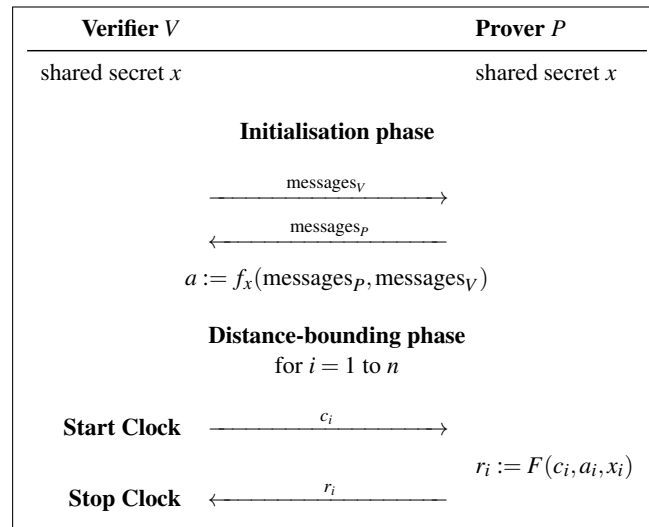 Verifier V Prover P
shared secret x shared secret x
Initialisation phase
messages_V
messages_P
a := f_x(messages_P, messages_V)
Distance-bounding phase
for i = 1 to n
Start Clock c_i
r_i := F(c_i, a_i, x_i)
Stop Clock r_i